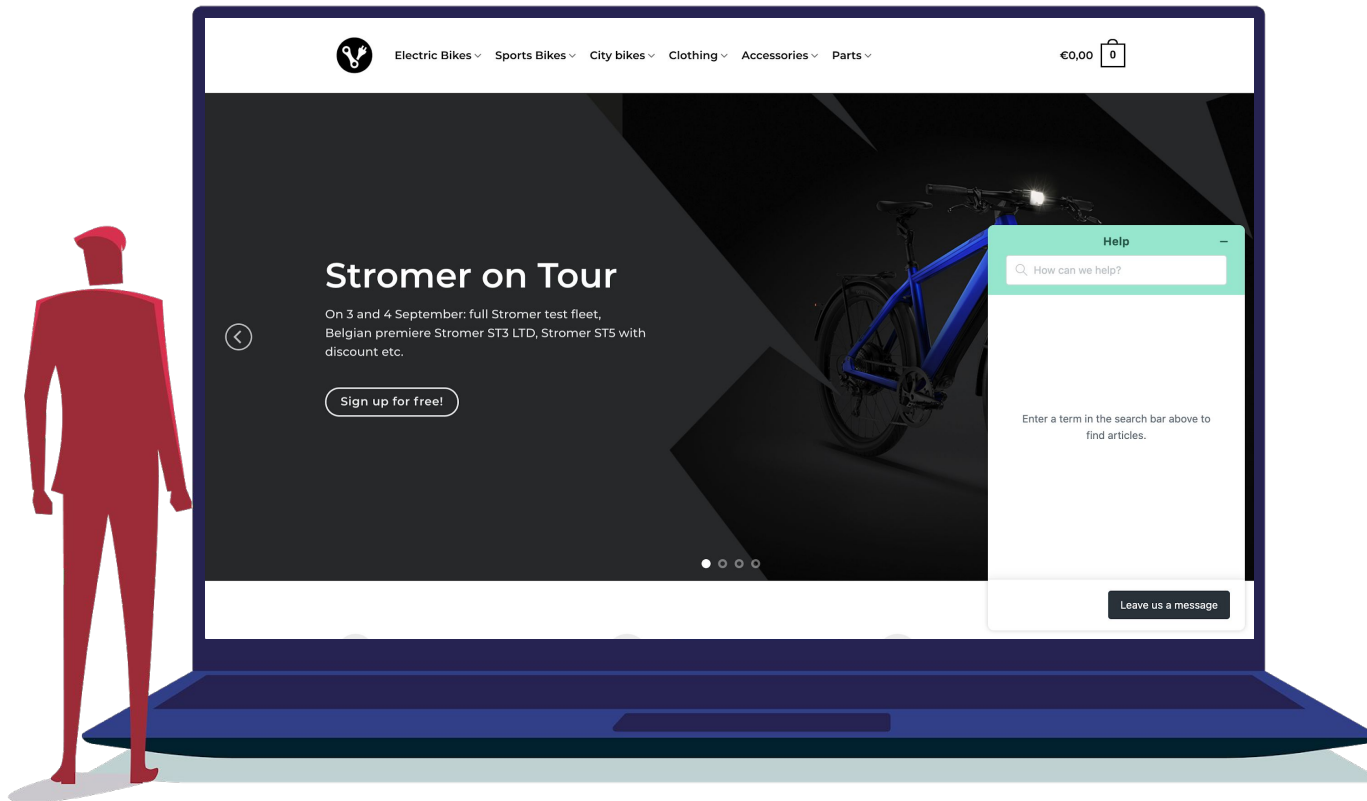 Electric Bikes Sports Bikes City bikes Clothing Accessories Parts €0,00 0
Stromer on Tour
On 3 and 4 September: full Stromer test fleet,
Belgian premiere Stromer ST3 LTD, Stromer ST5 with
discount etc.
Sign up for free!
Help
How can we help?
Enter a term in the search bar above to
find articles.
Leave us a message